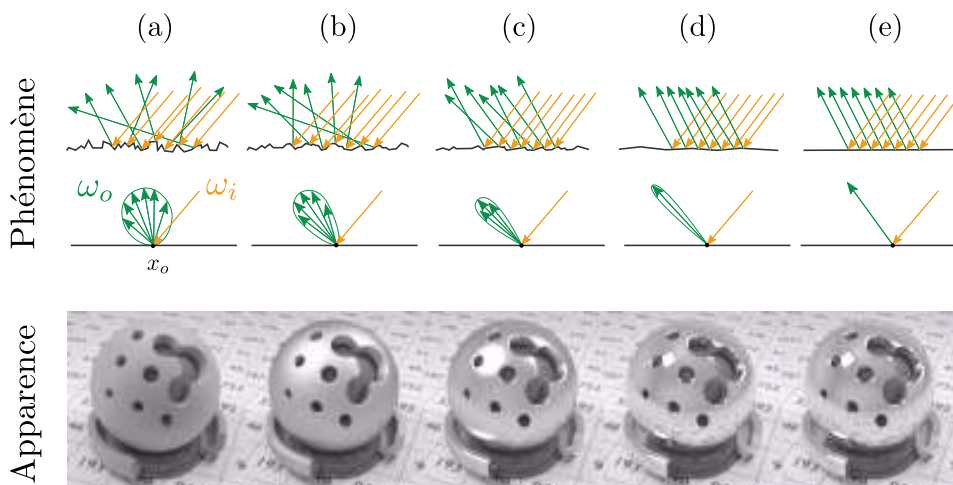 (a) (b) (c) (d) (e)
Phénomène
ωₒ ωᵢ
xₒ
Apparence